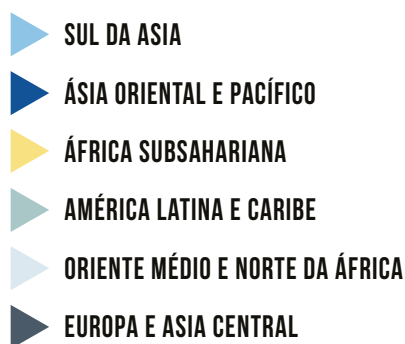 SUL DA ASIA
ÁSIA ORIENTAL E PACÍFICO
ÁFRICA SUBSAHARIANA
AMÉRICA LATINA E CARIBE
ORIENTE MÉDIO E NORTE DA ÁFRICA
EUROPA E ASIA CENTRAL